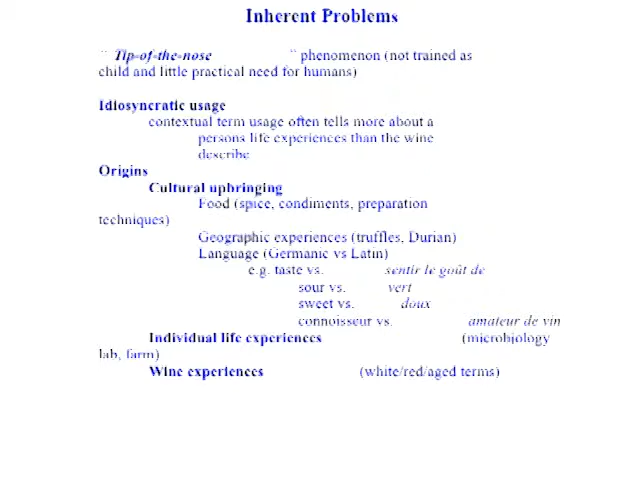 Inherent Problems
" Tip-of-the-nose " phenomenon (not trained as
child and little practical need for humans)
Idiosyncratic usage
contextual term usage often tells more about a
persons life experiences than the wine
describe
Origins
Cultural upbringing
Food (spice, condiments, preparation
techniques)
Geographic experiences (truffles, Durian)
Language (Germanic vs Latin)
e.g. taste vs. sentir le goût de
sour vs. vert
sweet vs. doux
connoisseur vs. amateur de vin
Individual life experiences (microbiology
lab, farm)
Wine experiences (white/red/aged terms)